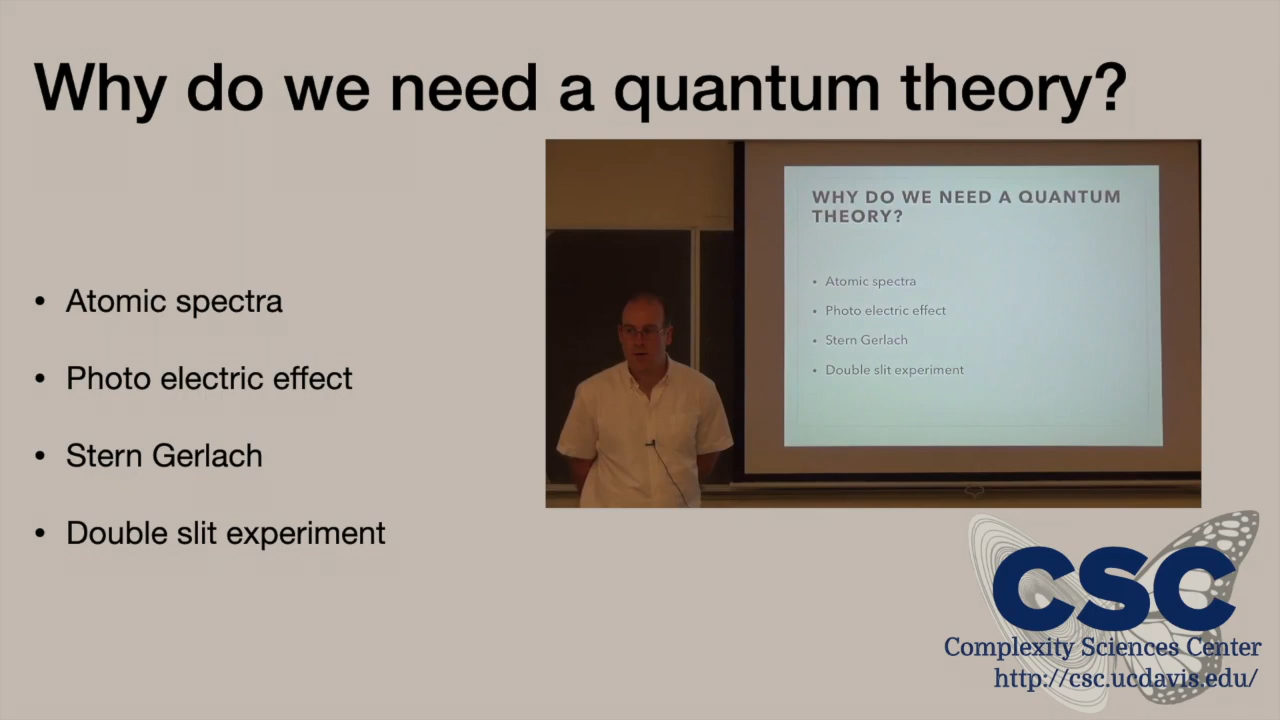 Why do we need a quantum theory?
• Atomic spectra
• Photo electric effect
• Stern Gerlach
• Double slit experiment
WHY DO WE NEED A QUANTUM
THEORY?
• Atomic spectra
• Photo electric effect
• Stern Gerlach
• Double slit experiment
CSC
Complexity Sciences Center
http://csc.ucdavis.edu/